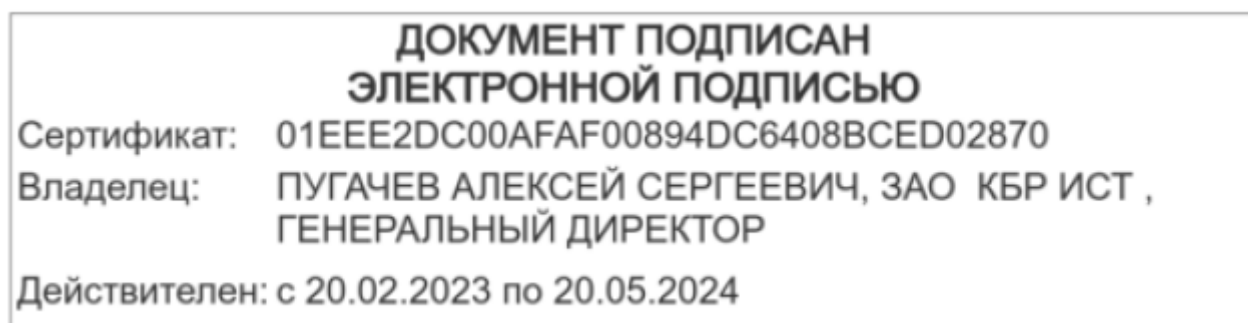 ДОКУМЕНТ ПОДПИСАН
ЭЛЕКТРОННОЙ ПОДПИСЬЮ
Сертификат: 01EEE2DC00AFAF00894DC6408BCED02870
Владелец: ПУГАЧЕВ АЛЕКСЕЙ СЕРГЕЕВИЧ, ЗАО КБР ИСТ ,
ГЕНЕРАЛЬНЫЙ ДИРЕКТОР
Действителен: с 20.02.2023 по 20.05.2024